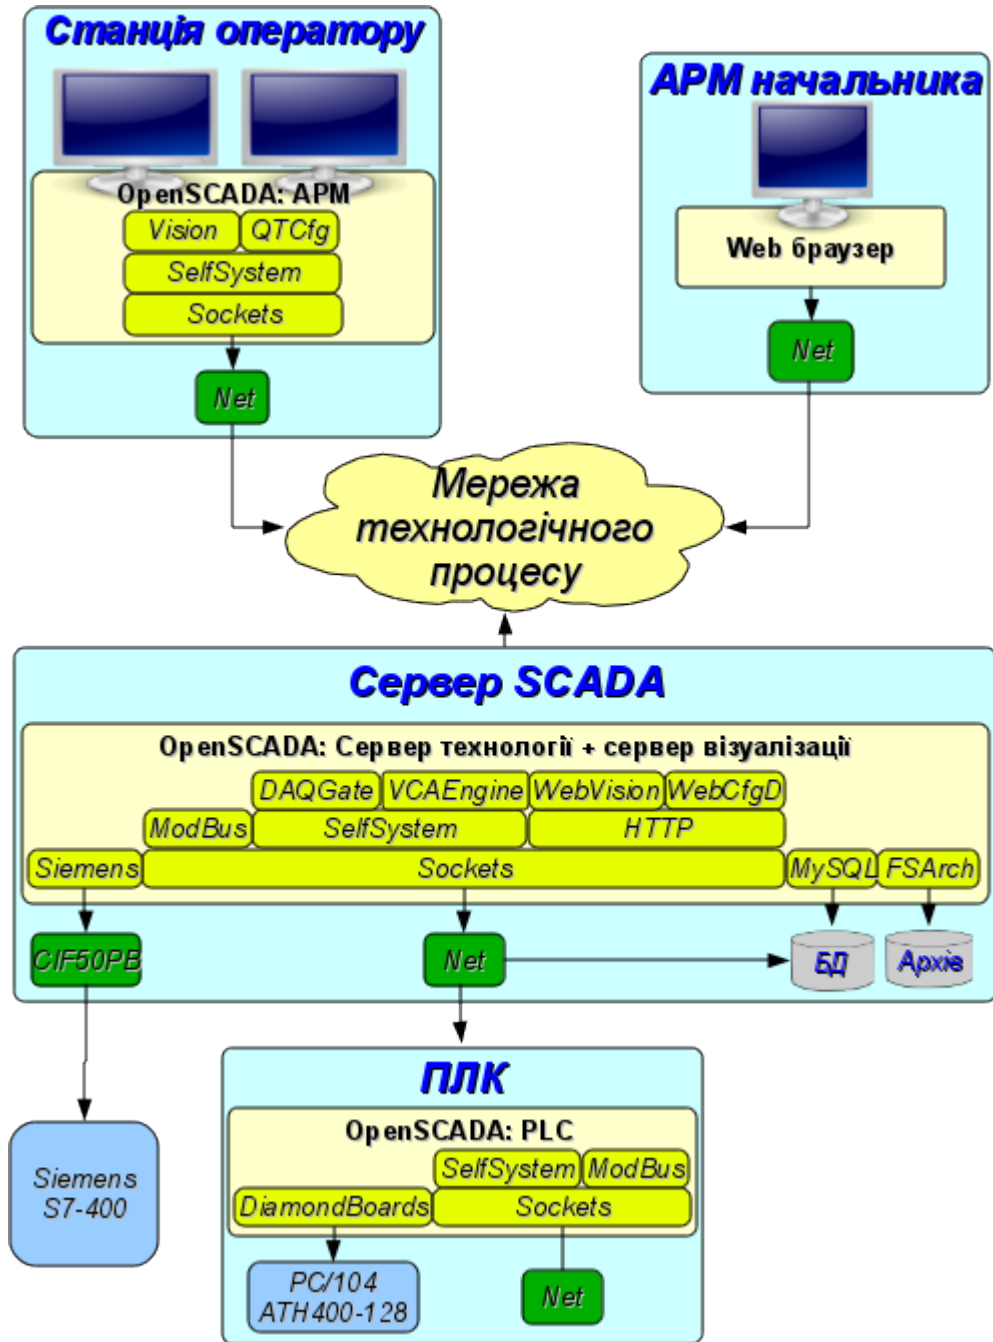 Станція оператору
OpenSCADA: АРМ
Vision
QTCfg
SelfSystem
Sockets
Net
АРМ начальника
Web браузер
Net
Мережа
технологічного
процесу
Сервер SCADA
OpenSCADA: Сервер технології + сервер візуалізації
DAQGate
VCAEngine
WebVision
WebCfgD
ModBus
SelfSystem
HTTP
Siemens
Sockets
MySQL
FSArch
CIF50PB
Net
БД
Архів
ПЛК
OpenSCADA: PLC
SelfSystem
ModBus
DiamondBoards
Sockets
Siemens
S7-400
PC/104
ATH400-128
Net